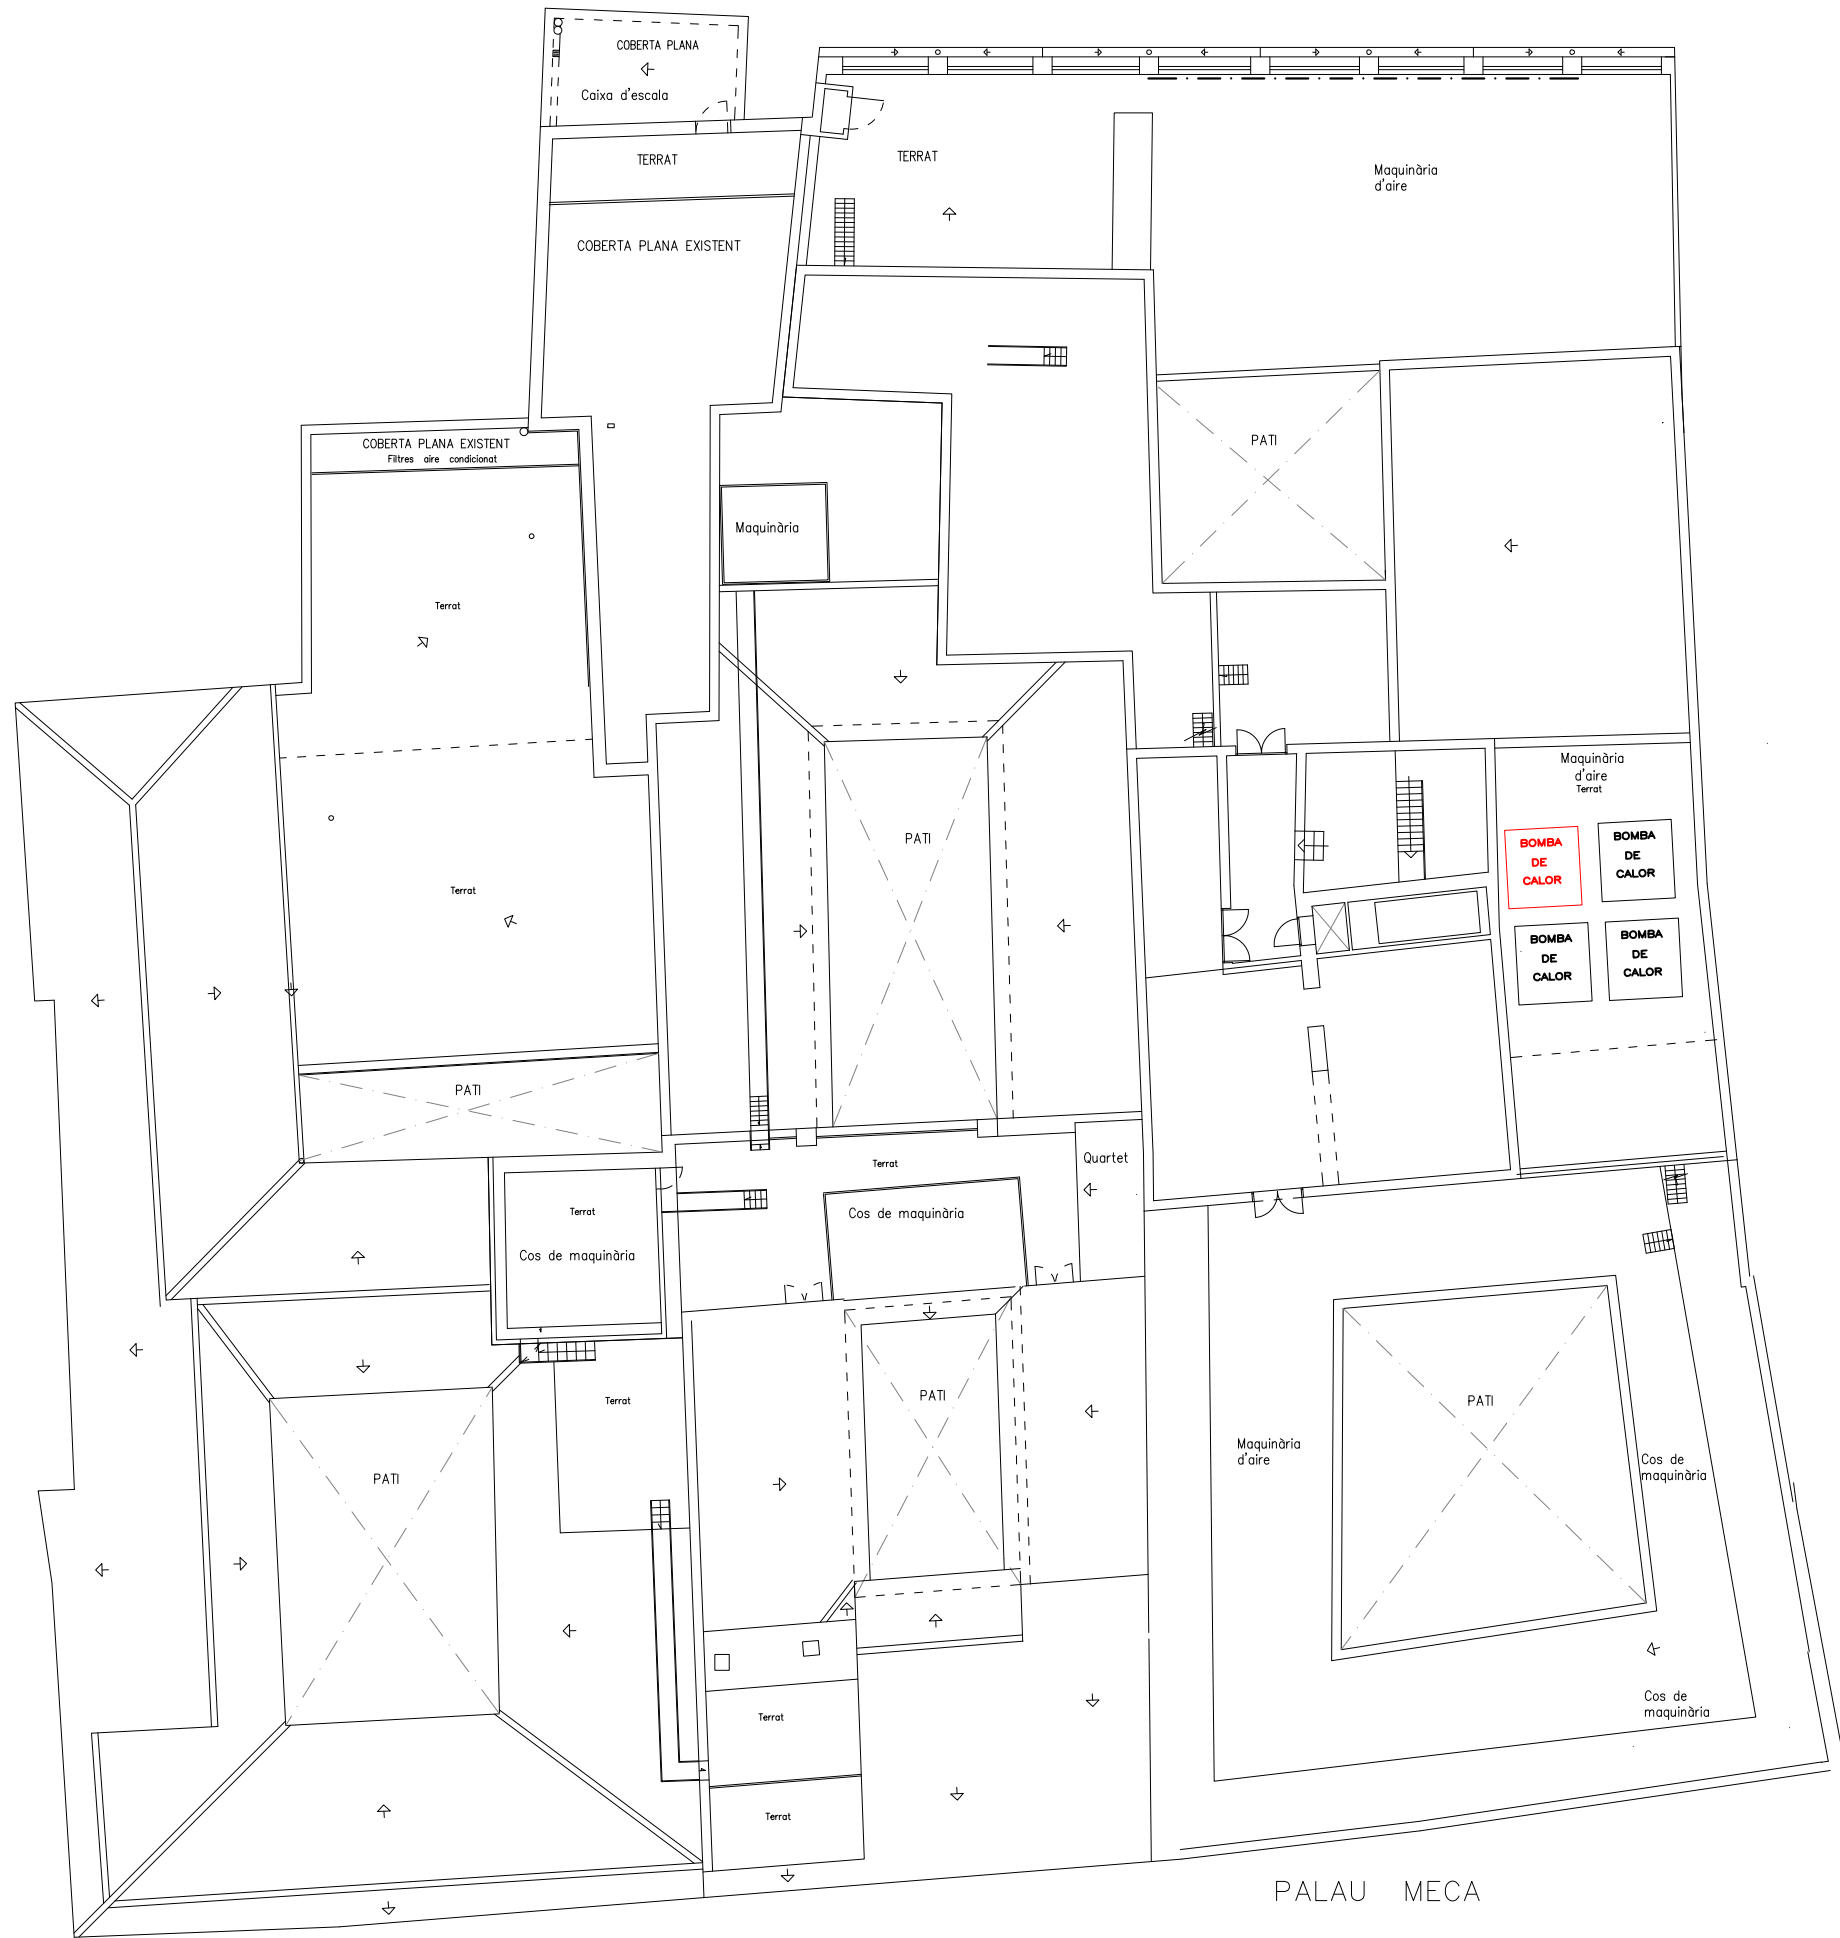 COBERTA PLANA
Caixa d'escala
TERRAT
TERRAT
Maquinària
d'aire
COBERTA PLANA EXISTENT
COBERTA PLANA EXISTENT
Filtres aire condicionat
PATI
Maquinària
Terrat
Maquinària
d'aire
Terrat
BOMBA
DE
CALOR
BOMBA
DE
CALOR
PATI
Terrat
BOMBA
DE
CALOR
BOMBA
DE
CALOR
PATI
Terrat
Quartet
Terrat
Cos de maquinària
Cos de maquinària
PATI
Terrat
PATI
Maquinària
d'aire
Cos de
maquinària
PATI
Cos de
maquinària
Terrat
Terrat
PALAU MECA